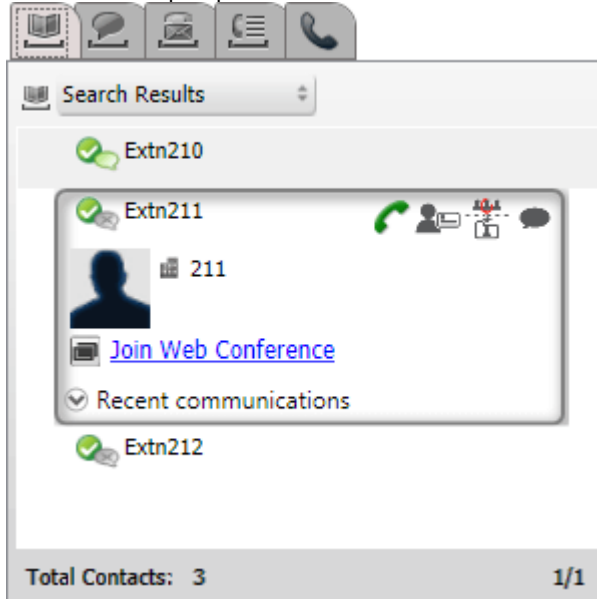 Search Results
Extn210
Extn211
211
Join Web Conference
Recent communications
Extn212
Total Contacts: 3 1/1